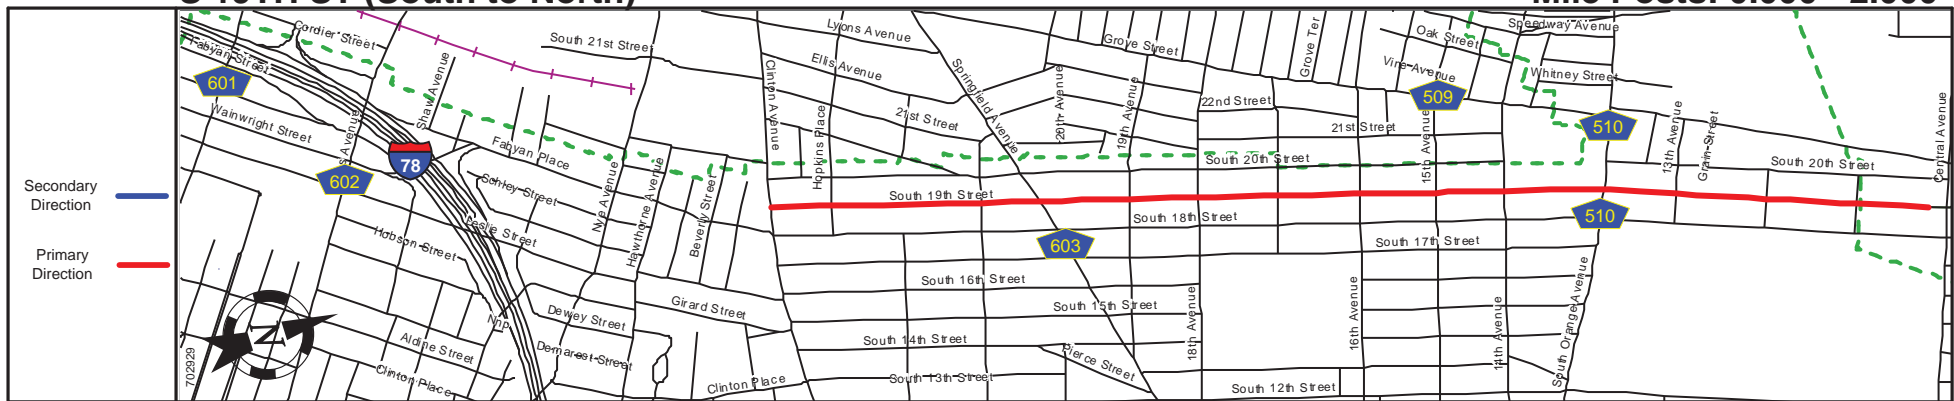 Secondary
Direction
Primary
Direction
Cordier Street
Fabyan Street
601
Wainwright Street
Shaw Avenue
South 21st Street
78
602
Fabyan Place
Schley Street
Leslie Street
Hobson Street
Nye Avenue
Hawthorne Avenue
Beverly Street
Girard Street
Dewey Street
Demarest Street
Nnp
Aldine Street
Clinton Place
Clinton Place
702929
N
Clinton Avenue
Hopkins Place
Lyons Avenue
Ellis Avenue
21st Street
Springfield Avenue
20th Avenue
19th Avenue
Grove Street
Grove Ter
22nd Street
21st Street
South 20th Street
South 19th Street
South 18th Street
603
South 17th Street
South 16th Street
South 15th Street
South 14th Street
South 13th Street
Pierce Street
South 12th Street
18th Avenue
16th Avenue
15th Avenue
14th Avenue
South Orange Avenue
Oak Street
Vine Avenue
509
Speedway Avenue
Whitney Street
510
510
13th Avenue
South 20th Street
Central Avenue